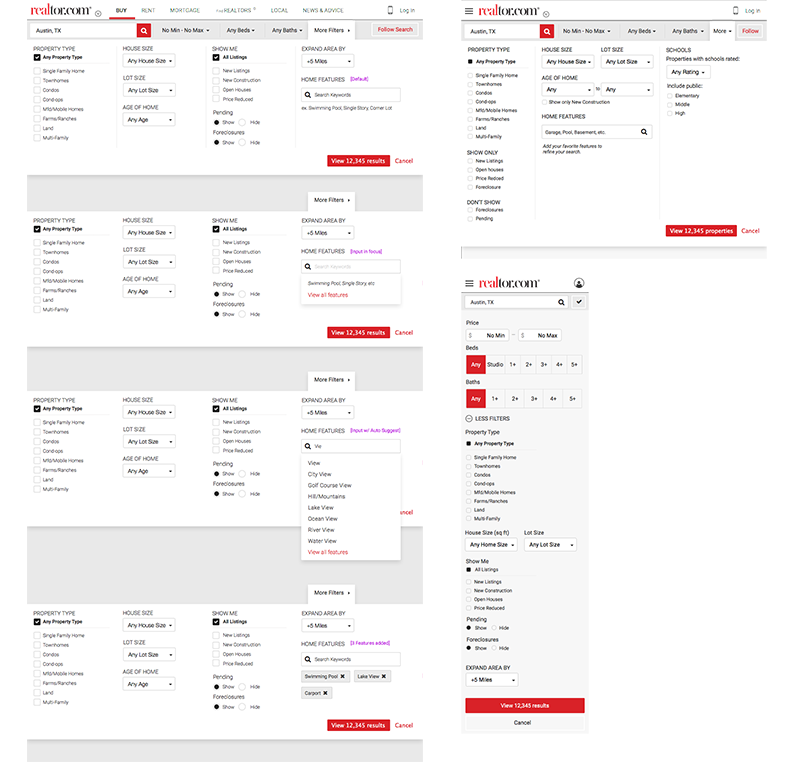 realtor.com
BUY RENT MORTGAGE Find REALTORS LOCAL NEWS & ADVICE Log in
Austin, TX No Min - No Max Any Beds Any Baths More Filters Follow Search
PROPERTY TYPE
Any Property Type
Single Family Home
Townhomes
Condos
Cond-ops
Mfd/Mobile Homes
Farms/Ranches
Land
Multi-Family
HOUSE SIZE
Any House Size
LOT SIZE
Any Lot Size
AGE OF HOME
Any Age
SHOW ME
All Listings
New Listings
New Construction
Open Houses
Price Reduced
Pending
Show Hide
Foreclosures
Show Hide
EXPAND AREA BY
+5 Miles
HOME FEATURES [Default]
Search Keywords
ex. Swimming Pool, Single Story, Corner Lot
View 12,345 results Cancel
More Filters
PROPERTY TYPE
Any Property Type
Single Family Home
Townhomes
Condos
Cond-ops
Mfd/Mobile Homes
Farms/Ranches
Land
Multi-Family
HOUSE SIZE
Any House Size
LOT SIZE
Any Lot Size
AGE OF HOME
Any Age
SHOW ME
All Listings
New Listings
New Construction
Open Houses
Price Reduced
Pending
Show Hide
Foreclosures
Show Hide
EXPAND AREA BY
+5 Miles
HOME FEATURES [Input in focus]
Search Keywords
Swimming Pool, Single Story, etc
View all features
View 12,345 results Cancel
More Filters
PROPERTY TYPE
Any Property Type
Single Family Home
Townhomes
Condos
Cond-ops
Mfd/Mobile Homes
Farms/Ranches
Land
Multi-Family
HOUSE SIZE
Any House Size
LOT SIZE
Any Lot Size
AGE OF HOME
Any Age
SHOW ME
All Listings
New Listings
New Construction
Open Houses
Price Reduced
Pending
Show Hide
Foreclosures
Show Hide
EXPAND AREA BY
+5 Miles
HOME FEATURES [Input w/ Auto Suggest]
Vie
View
City View
Golf Course View
Hill/Mountains
Lake View
Ocean View
River View
Water View
View all features
ancel
More Filters
PROPERTY TYPE
Any Property Type
Single Family Home
Townhomes
Condos
Cond-ops
Mfd/Mobile Homes
Farms/Ranches
Land
Multi-Family
HOUSE SIZE
Any House Size
LOT SIZE
Any Lot Size
AGE OF HOME
Any Age
SHOW ME
All Listings
New Listings
New Construction
Open Houses
Price Reduced
Pending
Show Hide
Foreclosures
Show Hide
EXPAND AREA BY
+5 Miles
HOME FEATURES [3 Features added]
Search Keywords
Swimming Pool Lake View
Carport
View 12,345 results Cancel
realtor.com Log in
Austin, TX No Min - No Max Any Beds Any Baths More Follow
PROPERTY TYPE
Any Property Type
Single Family Home
Townhomes
Condos
Cond-ops
Mfd/Mobile Homes
Farms/Ranches
Land
Multi-Family
SHOW ONLY
New Listings
Open houses
Price Redced
Foreclosure
DON'T SHOW
Foreclosures
Pending
HOUSE SIZE LOT SIZE
Any House Size Any Lot Size
AGE OF HOME
Any to Any
Show only New Construction
HOME FEATURES
Garage, Pool, Basement, etc.
Add your favorite features to
refine your search.
SCHOOLS
Properties with schools rated:
Any Rating
Include public:
Elementary
Middle
High
View 12,345 properties Cancel
realtor.com
Austin, TX
Price
$ No Min – $ No Max
Beds
Any Studio 1+ 2+ 3+ 4+ 5+
Baths
Any 1+ 2+ 3+ 4+ 5+
LESS FILTERS
Property Type
Any Property Type
Single Family Home
Townhomes
Condos
Cond-ops
Mfd/Mobile Homes
Farms/Ranches
Land
Multi-Family
House Size (sq ft) Lot Size
Any Home Size Any Lot Size
Show Me
All Listings
New Listings
New Construction
Open Houses
Price Reduced
Pending
Show Hide
Foreclosures
Show Hide
EXPAND AREA BY
+5 Miles
View 12,345 results
Cancel